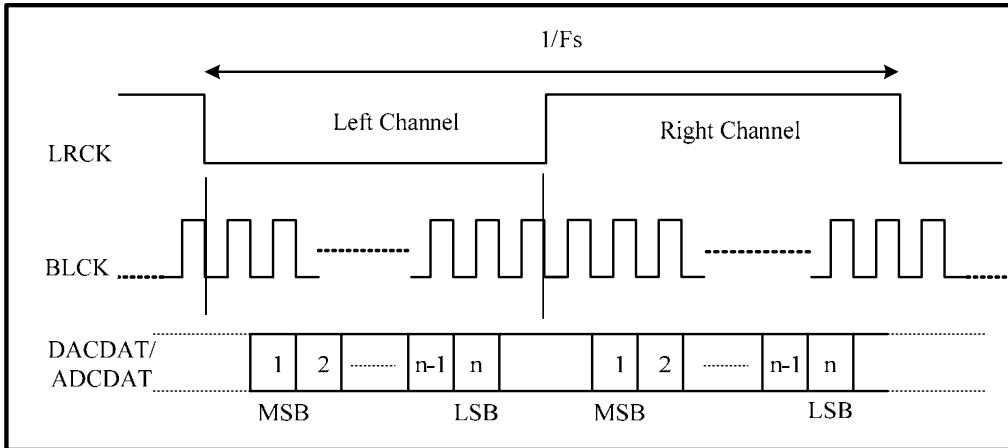 1/Fs
Left Channel
Right Channel
LRCK
BLCK
DACDAT/
ADCDAT
1 2 n-1 n 1 2 n-1 n
MSB LSB MSB LSB